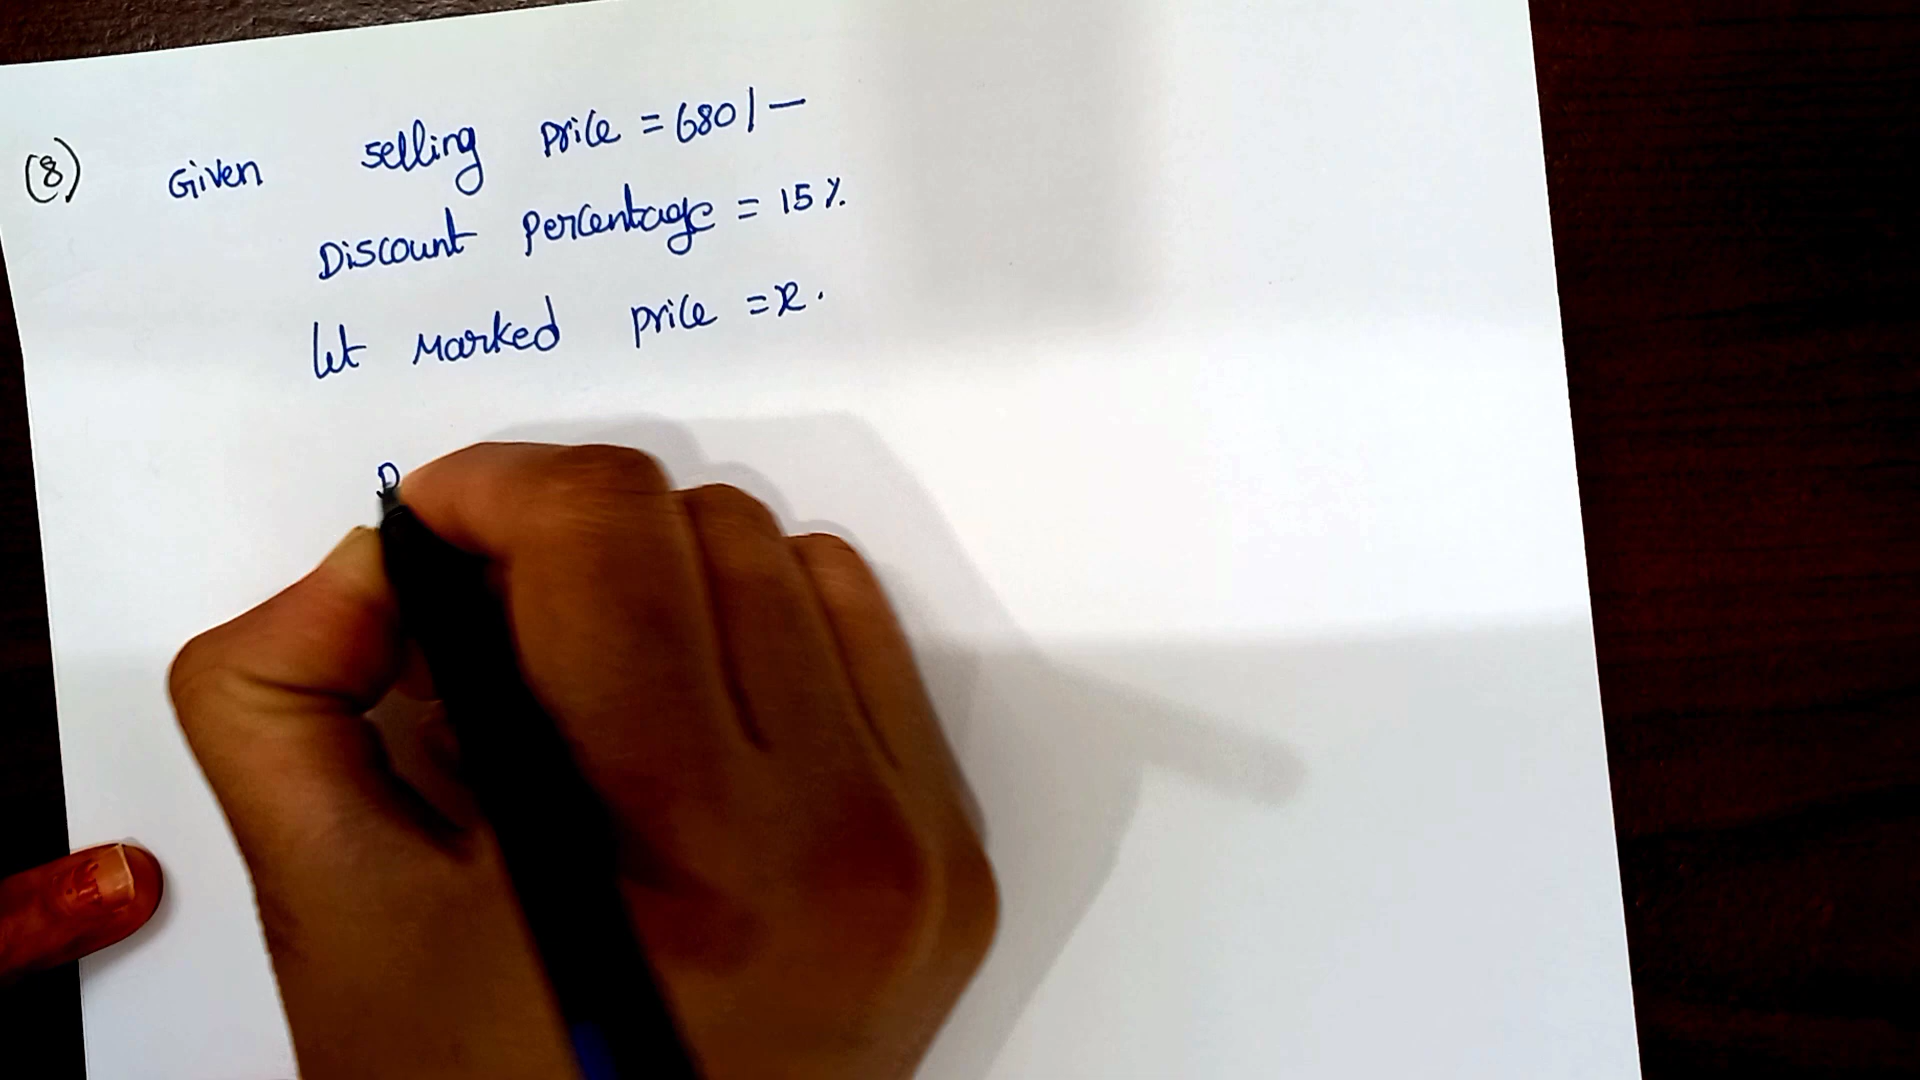 (8) Given selling price = 680/-
Discount percentage = 15%.
let Marked price = x.
D